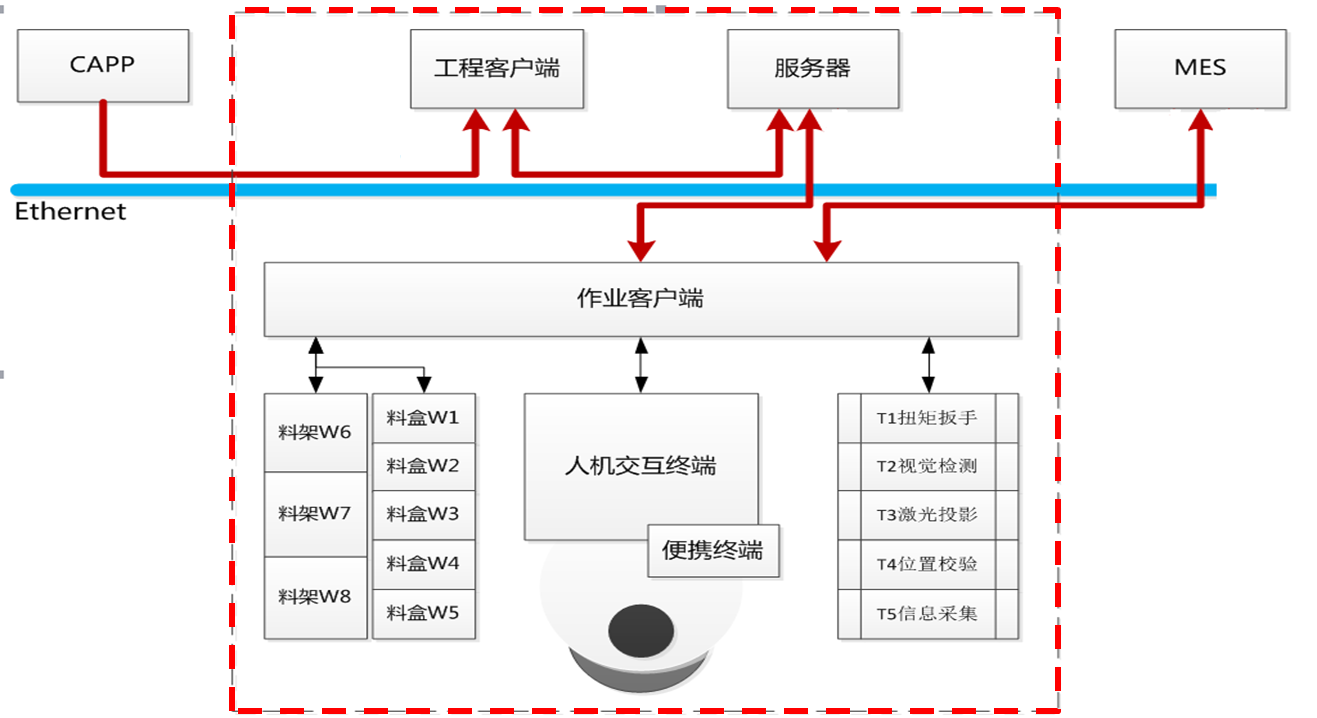 CAPP
工程客户端
服务器
MES
Ethernet
作业客户端
料架W6
料架W7
料架W8
料盒W1
料盒W2
料盒W3
料盒W4
料盒W5
人机交互终端
便携终端
T1扭矩扳手
T2视觉检测
T3激光投影
T4位置校验
T5信息采集